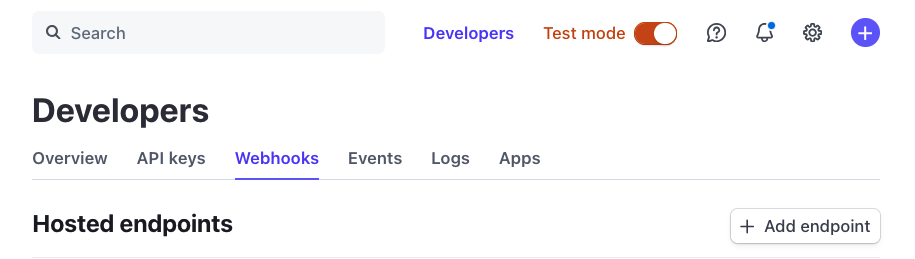 Search Developers Test mode
Developers
Overview API keys Webhooks Events Logs Apps
Hosted endpoints + Add endpoint